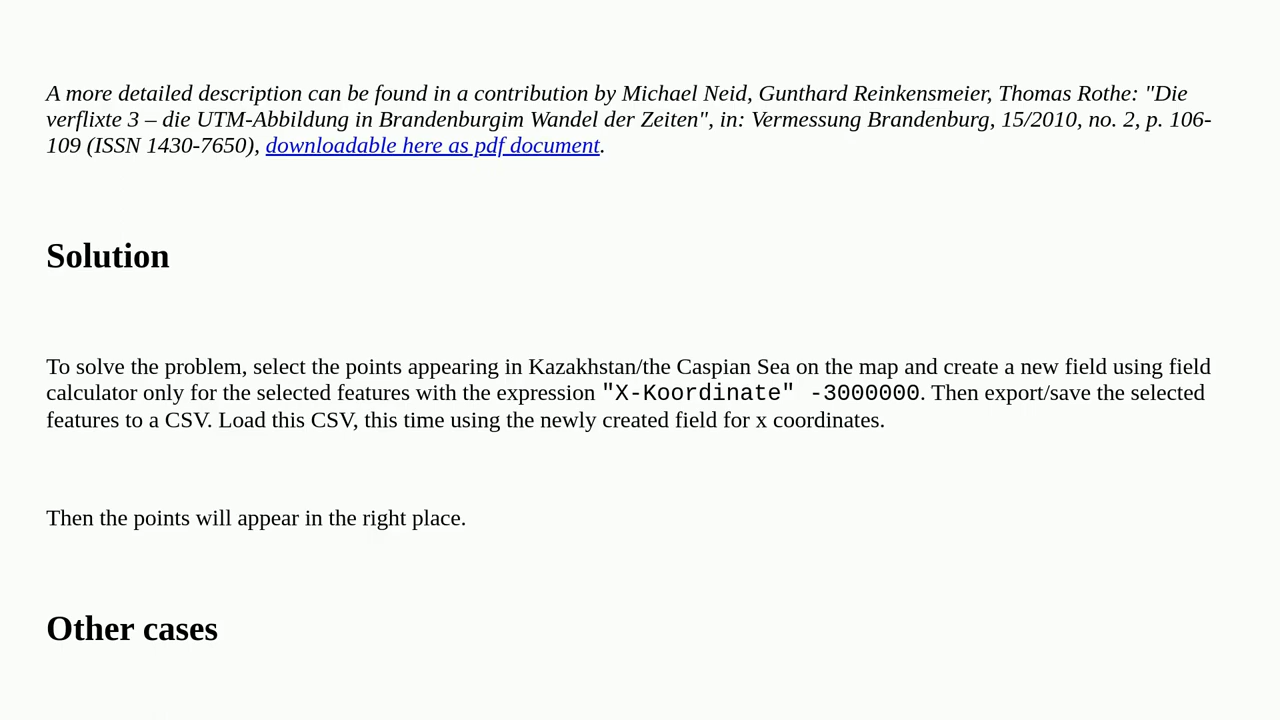 A more detailed description can be found in a contribution by Michael Neid, Gunthard Reinkensmeier, Thomas Rothe: "Die
verflixte 3 – die UTM-Abbildung in Brandenburgim Wandel der Zeiten", in: Vermessung Brandenburg, 15/2010, no. 2, p. 106-
109 (ISSN 1430-7650), downloadable here as pdf document.
Solution
To solve the problem, select the points appearing in Kazakhstan/the Caspian Sea on the map and create a new field using field
calculator only for the selected features with the expression "X-Koordinate" -3000000. Then export/save the selected
features to a CSV. Load this CSV, this time using the newly created field for x coordinates.
Then the points will appear in the right place.
Other cases